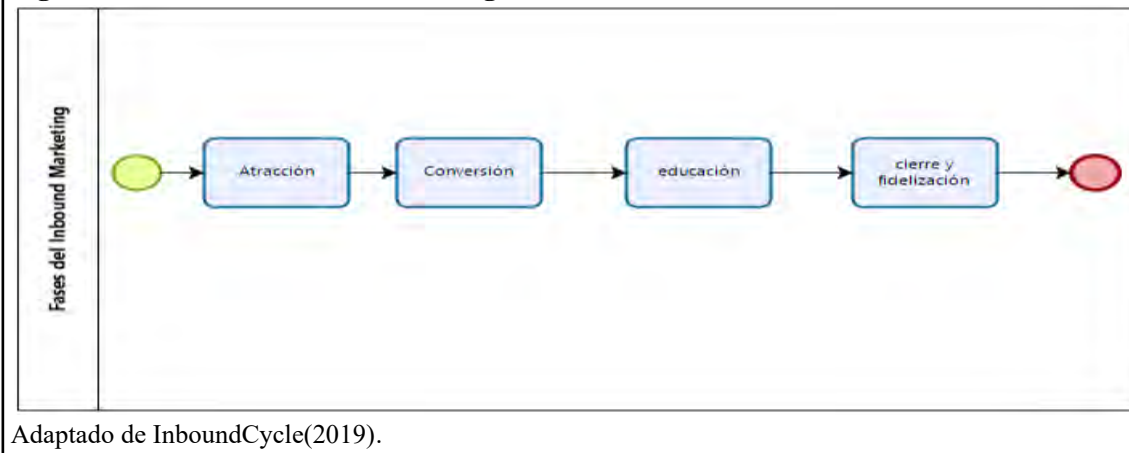 Fases del Inbound Marketing
Atracción
Conversión
educación
cierre y
fidelización
Adaptado de InboundCycle(2019).